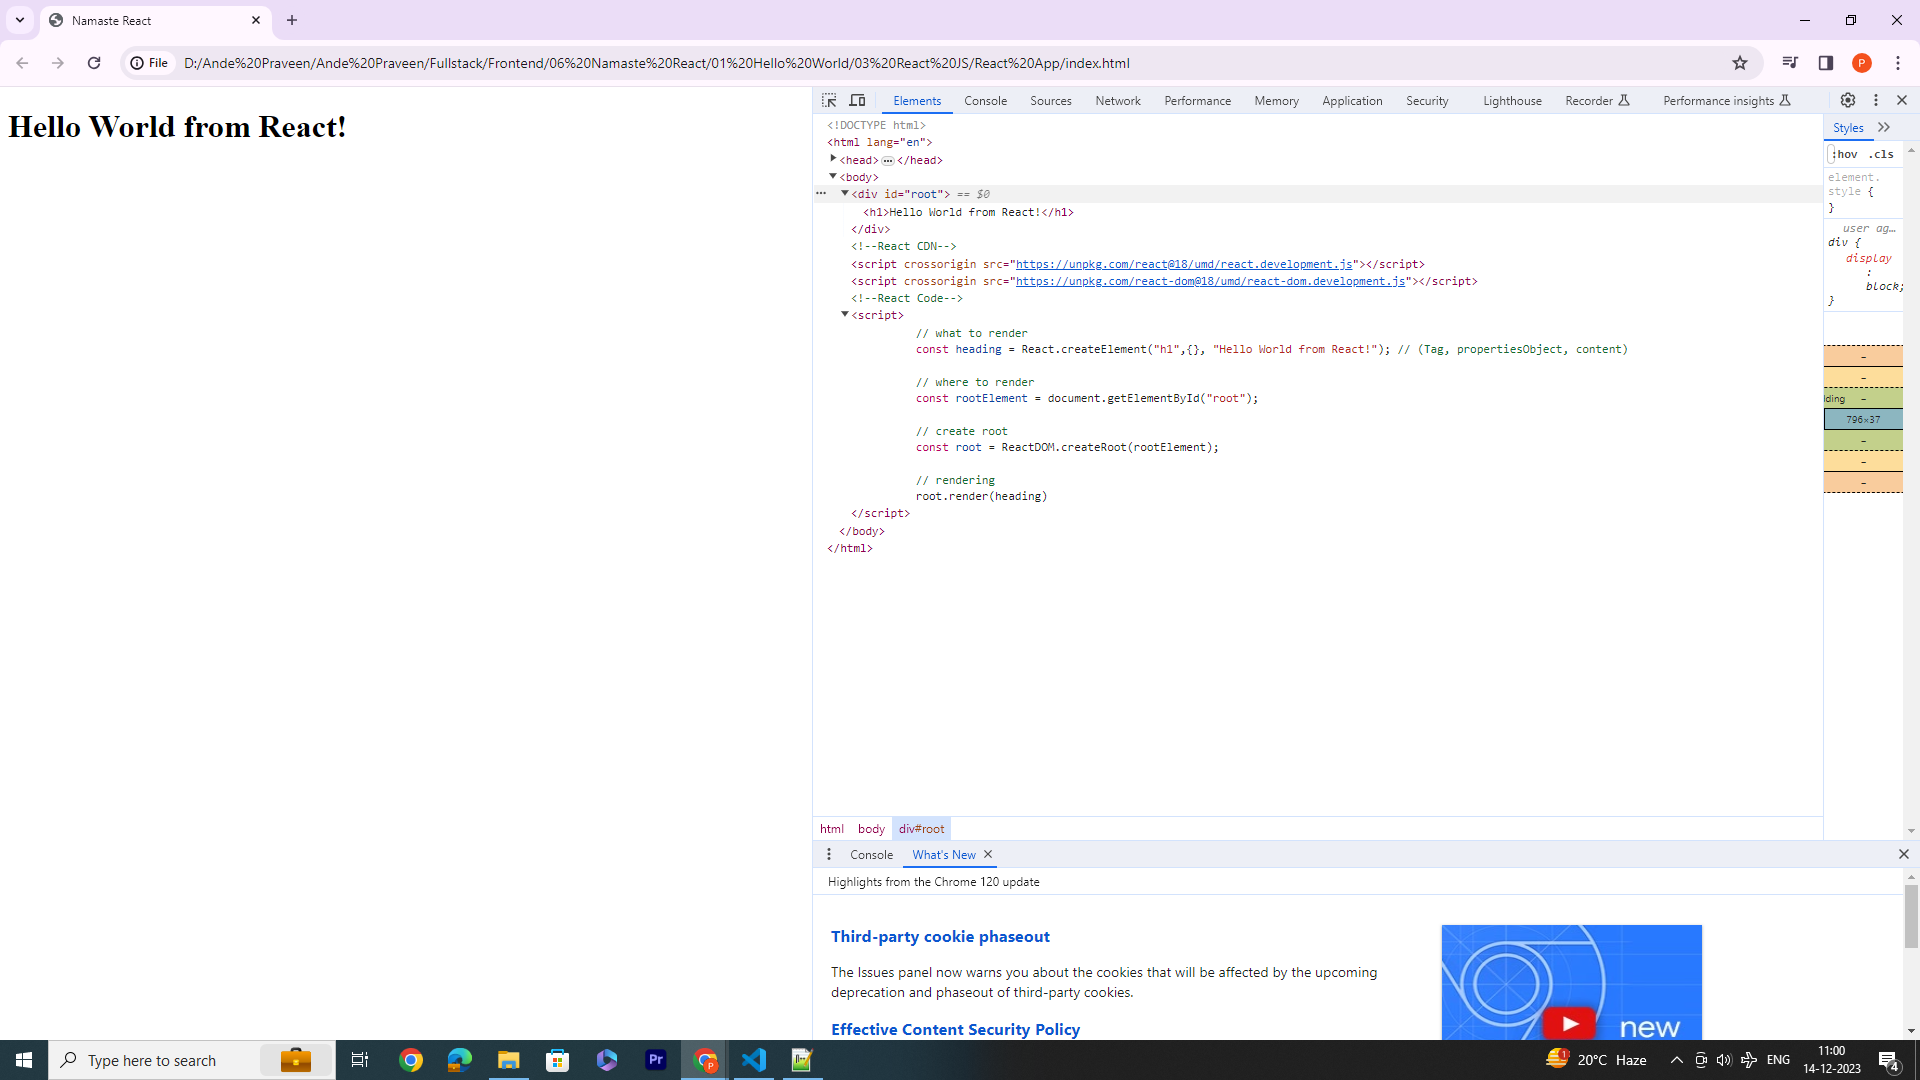 Namaste React
File D:/Ande%20Praveen/Ande%20Praveen/Fullstack/Frontend/06%20Namaste%20React/01%20Hello%20World/03%20React%20JS/React%20App/index.html
Hello World from React!
Elements Console Sources Network Performance Memory Application Security Lighthouse Recorder Performance insights
<!DOCTYPE html>
<html lang="en">
<head> ... </head>
<body>
... <div id="root"> == $0
<h1>Hello World from React!</h1>
</div>
<!--React CDN-->
<script crossorigin src="https://unpkg.com/react@18/umd/react.development.js"></script>
<script crossorigin src="https://unpkg.com/react-dom@18/umd/react-dom.development.js"></script>
<!--React Code-->
<script>
// what to render
const heading = React.createElement("h1",{}, "Hello World from React!"); // (Tag, propertiesObject, content)
// where to render
const rootElement = document.getElementById("root");
// create root
const root = ReactDOM.createRoot(rootElement);
// rendering
root.render(heading)
</script>
</body>
</html>
html body div#root
Styles
:hov .cls
element.
style {
}
user ag...
div {
display
:
block;
}
-
-
dding -
796×37
-
-
-
Console What's New
Highlights from the Chrome 120 update
Third-party cookie phaseout
The Issues panel now warns you about the cookies that will be affected by the upcoming
deprecation and phaseout of third-party cookies.
Effective Content Security Policy
new
Type here to search
Pr
P
1
20°C Haze
ENG
11:00
14-12-2023
4